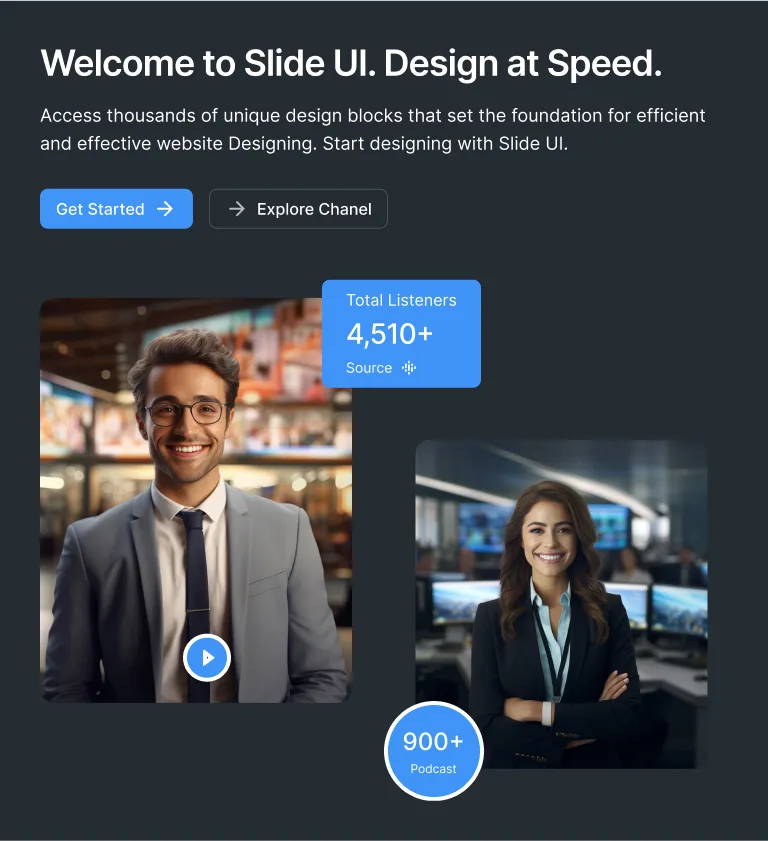 Welcome to Slide UI. Design at Speed.
Access thousands of unique design blocks that set the foundation for efficient
and effective website Designing. Start designing with Slide UI.
Get Started
Explore Chanel
Total Listeners
4,510+
Source
900+
Podcast